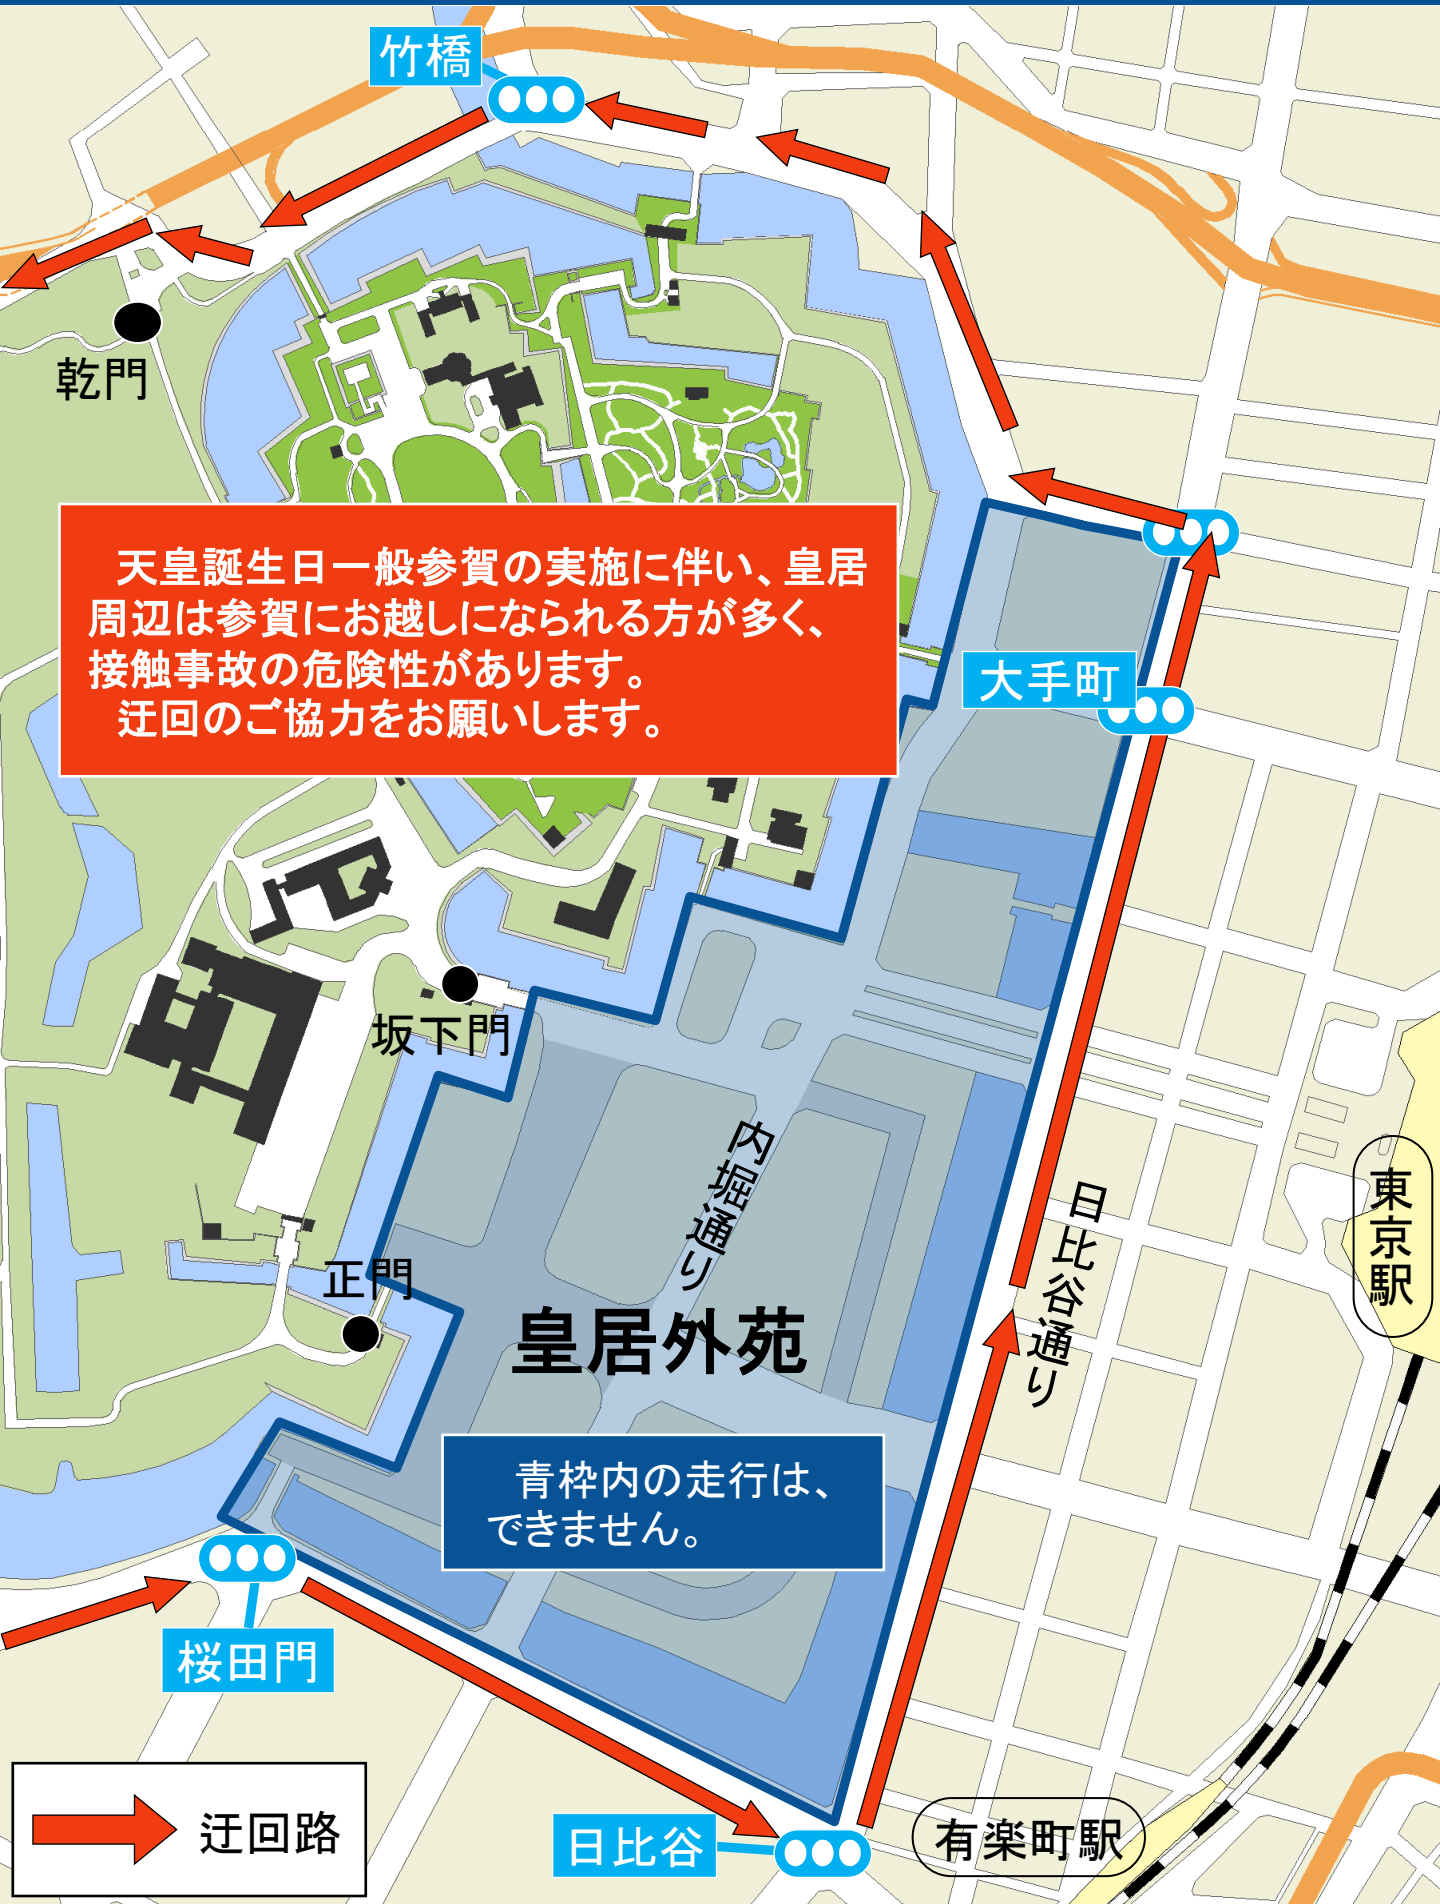 竹橋
乾門
天皇誕生日一般参賀の実施に伴い、皇居
周辺は参賀にお越しになられる方が多く、
接触事故の危険性があります。
迂回のご協力をお願いします。
大手町
坂下門
内堀通り
日比谷通り
東京駅
正門
皇居外苑
青枠内の走行は、
できません。
桜田門
迂回路
日比谷
有楽町駅